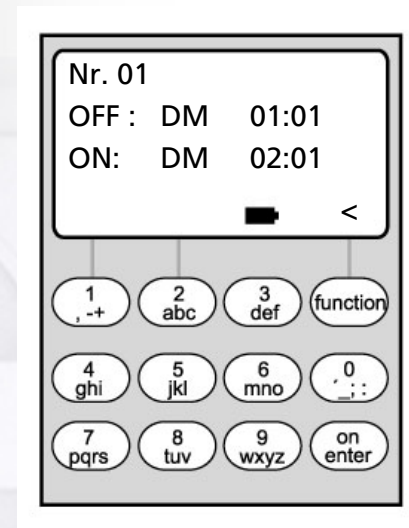 Nr. 01
OFF : DM 01:01
ON: DM 02:01
<
1 2 3 function
, -+ abc def
4 5 6 0
ghi jkl mno ´_; :
7 8 9 on
pqrs tuv wxyz enter